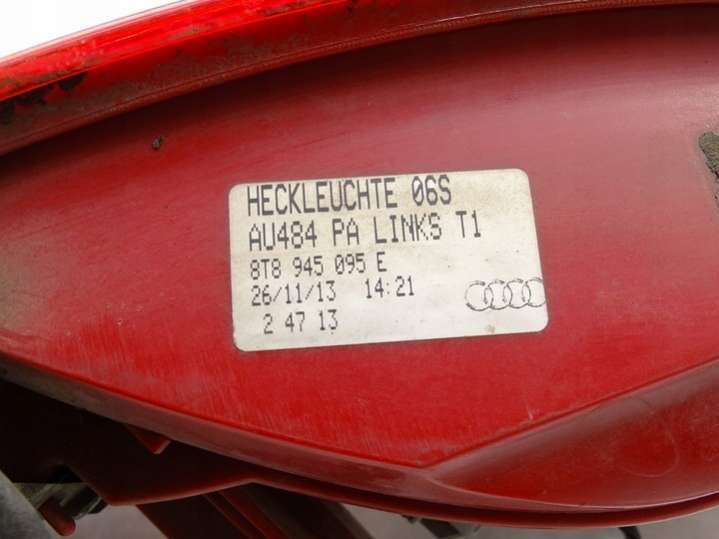 HECKLEUCHTE 06S
AU484 PA LINKS T1
8T8 945 095 E
26/11/13 14:21
2 47 13